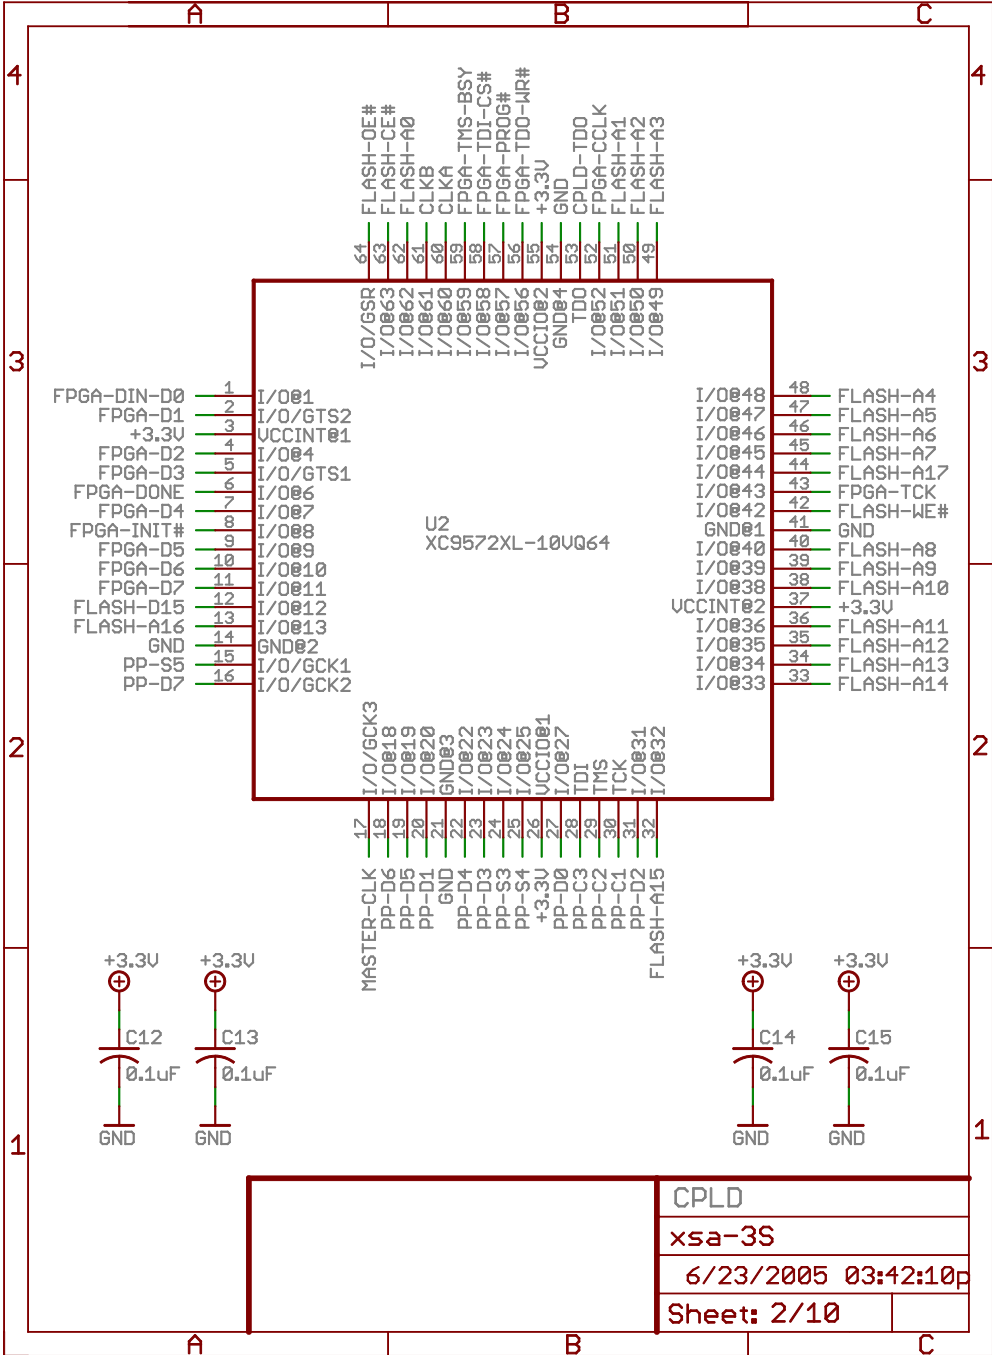 A B C
4 4
FLASH-OE#
FLASH-CE#
FLASH-A0
CLKB
CLKA
FPGA-TMS-BSY
FPGA-TDI-CS#
FPGA-PROG#
FPGA-TDO-WR#
+3.3V
GND
CPLD-TDO
FPGA-CCLK
FLASH-A1
FLASH-A2
FLASH-A3
64 63 62 61 60 59 58 57 56 55 54 53 52 51 50 49
I/O/GSR
I/O@63
I/O@62
I/O@61
I/O@60
I/O@59
I/O@58
I/O@57
I/O@56
VCCIO@2
GND@4
TDO
I/O@52
I/O@51
I/O@50
I/O@49
3 3
FPGA-DIN-D0 1 I/O@1
FPGA-D1 2 I/O/GTS2
+3.3V 3 VCCINT@1
FPGA-D2 4 I/O@4
FPGA-D3 5 I/O/GTS1
FPGA-DONE 6 I/O@6
FPGA-D4 7 I/O@7
FPGA-INIT# 8 I/O@8
FPGA-D5 9 I/O@9
FPGA-D6 10 I/O@10
FPGA-D7 11 I/O@11
FLASH-D15 12 I/O@12
FLASH-A16 13 I/O@13
GND 14 GND@2
PP-S5 15 I/O/GCK1
PP-D7 16 I/O/GCK2
U2
XC9572XL-10VQ64
I/O@48 48 FLASH-A4
I/O@47 47 FLASH-A5
I/O@46 46 FLASH-A6
I/O@45 45 FLASH-A7
I/O@44 44 FLASH-A17
I/O@43 43 FPGA-TCK
I/O@42 42 FLASH-WE#
GND@1 41 GND
I/O@40 40 FLASH-A8
I/O@39 39 FLASH-A9
I/O@38 38 FLASH-A10
VCCINT@2 37 +3.3V
I/O@36 36 FLASH-A11
I/O@35 35 FLASH-A12
I/O@34 34 FLASH-A13
I/O@33 33 FLASH-A14
2 2
I/O/GCK3
I/O@18
I/O@19
I/O@20
GND@3
I/O@22
I/O@23
I/O@24
I/O@25
VCCIO@1
I/O@27
TDI
TMS
TCK
I/O@31
I/O@32
17 18 19 20 21 22 23 24 25 26 27 28 29 30 31 32
MASTER-CLK
PP-D6
PP-D5
PP-D1
GND
PP-D4
PP-D3
PP-S3
PP-S4
+3.3V
PP-D0
PP-C3
PP-C2
PP-C1
PP-D2
FLASH-A15
+3.3V +3.3V +3.3V +3.3V
C12 C13 C14 C15
0.1uF 0.1uF 0.1uF 0.1uF
GND GND GND GND
1 1
CPLD
xsa-3S
6/23/2005 03:42:10p
Sheet: 2/10
A B C